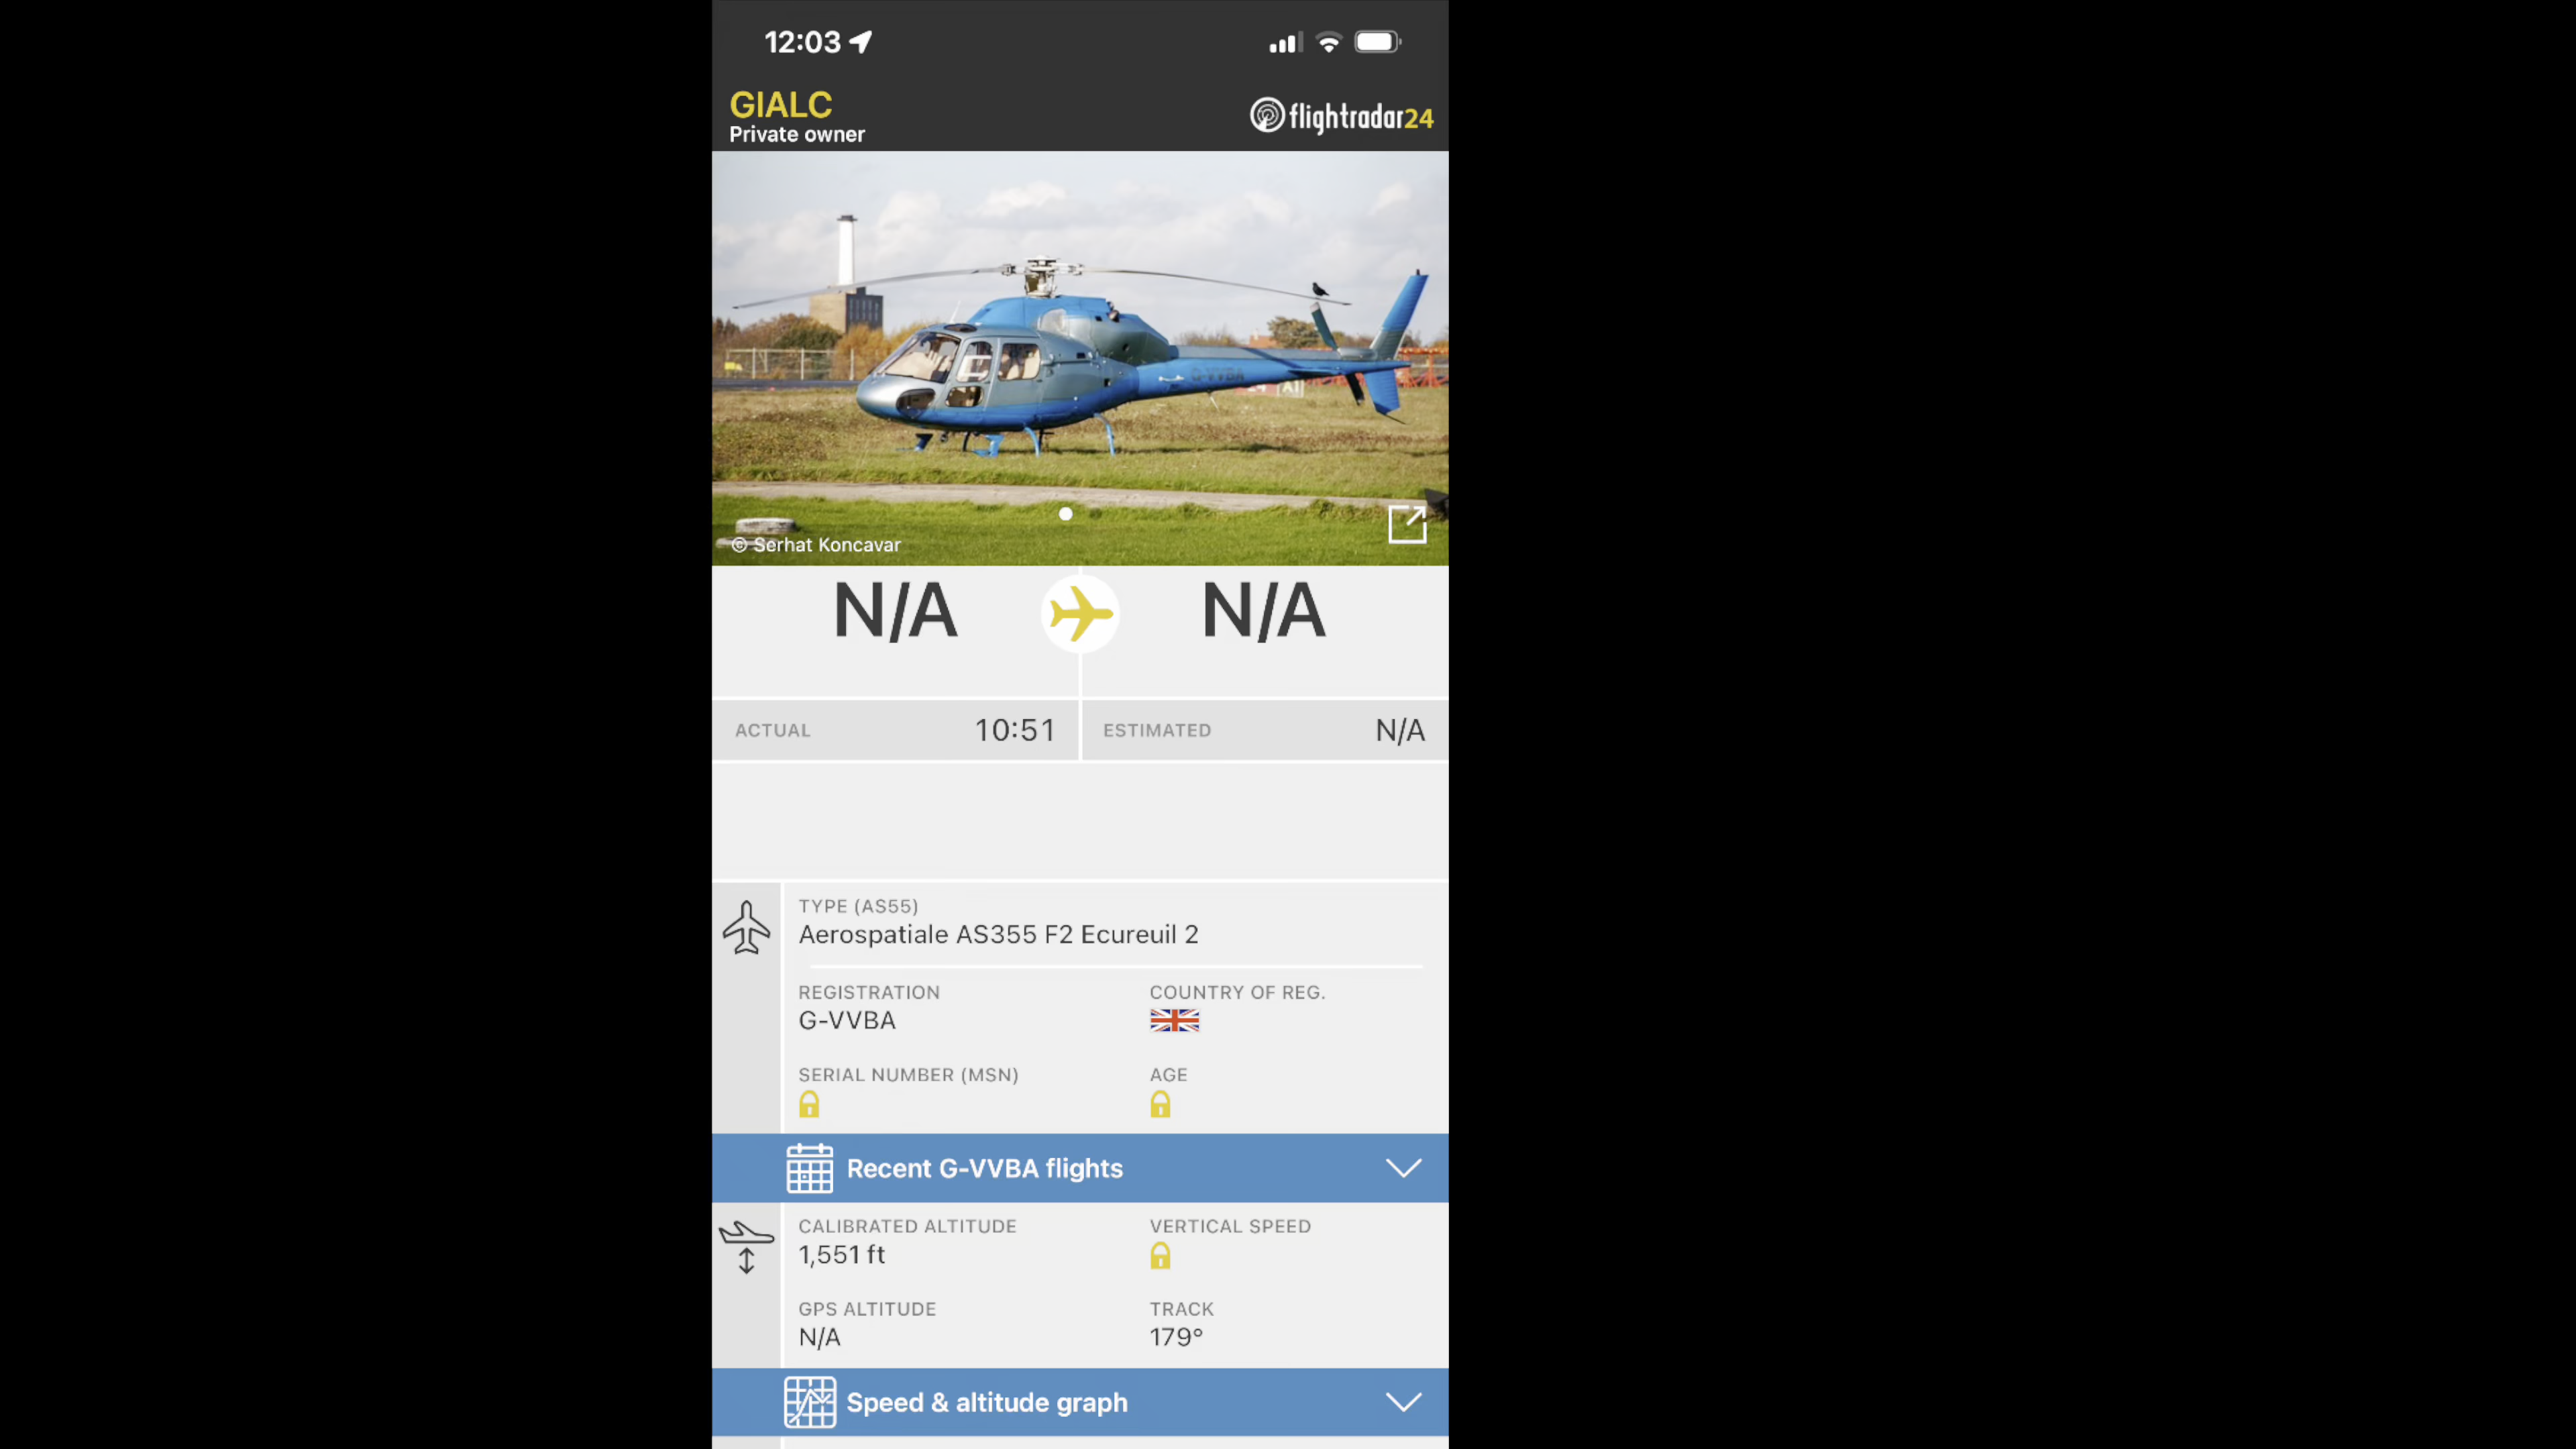 12:03
GIALC
Private owner
flightradar24
G-VVBA
A1
© Serhat Koncavar
N/A
N/A
ACTUAL 10:51
ESTIMATED N/A
TYPE (AS55)
Aerospatiale AS355 F2 Ecureuil 2
REGISTRATION
COUNTRY OF REG.
G-VVBA
SERIAL NUMBER (MSN)
AGE
Recent G-VVBA flights
CALIBRATED ALTITUDE
VERTICAL SPEED
1,551 ft
GPS ALTITUDE
TRACK
N/A
179°
Speed & altitude graph